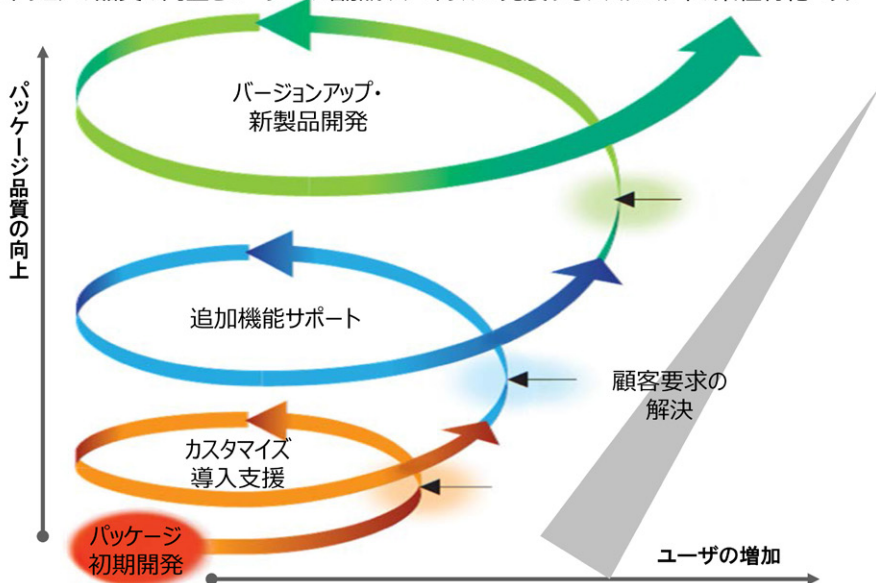 パッケージ品質の向上
バージョンアップ・
新製品開発
追加機能サポート
顧客要求の
解決
カスタマイズ
導入支援
パッケージ
初期開発
ユーザの増加